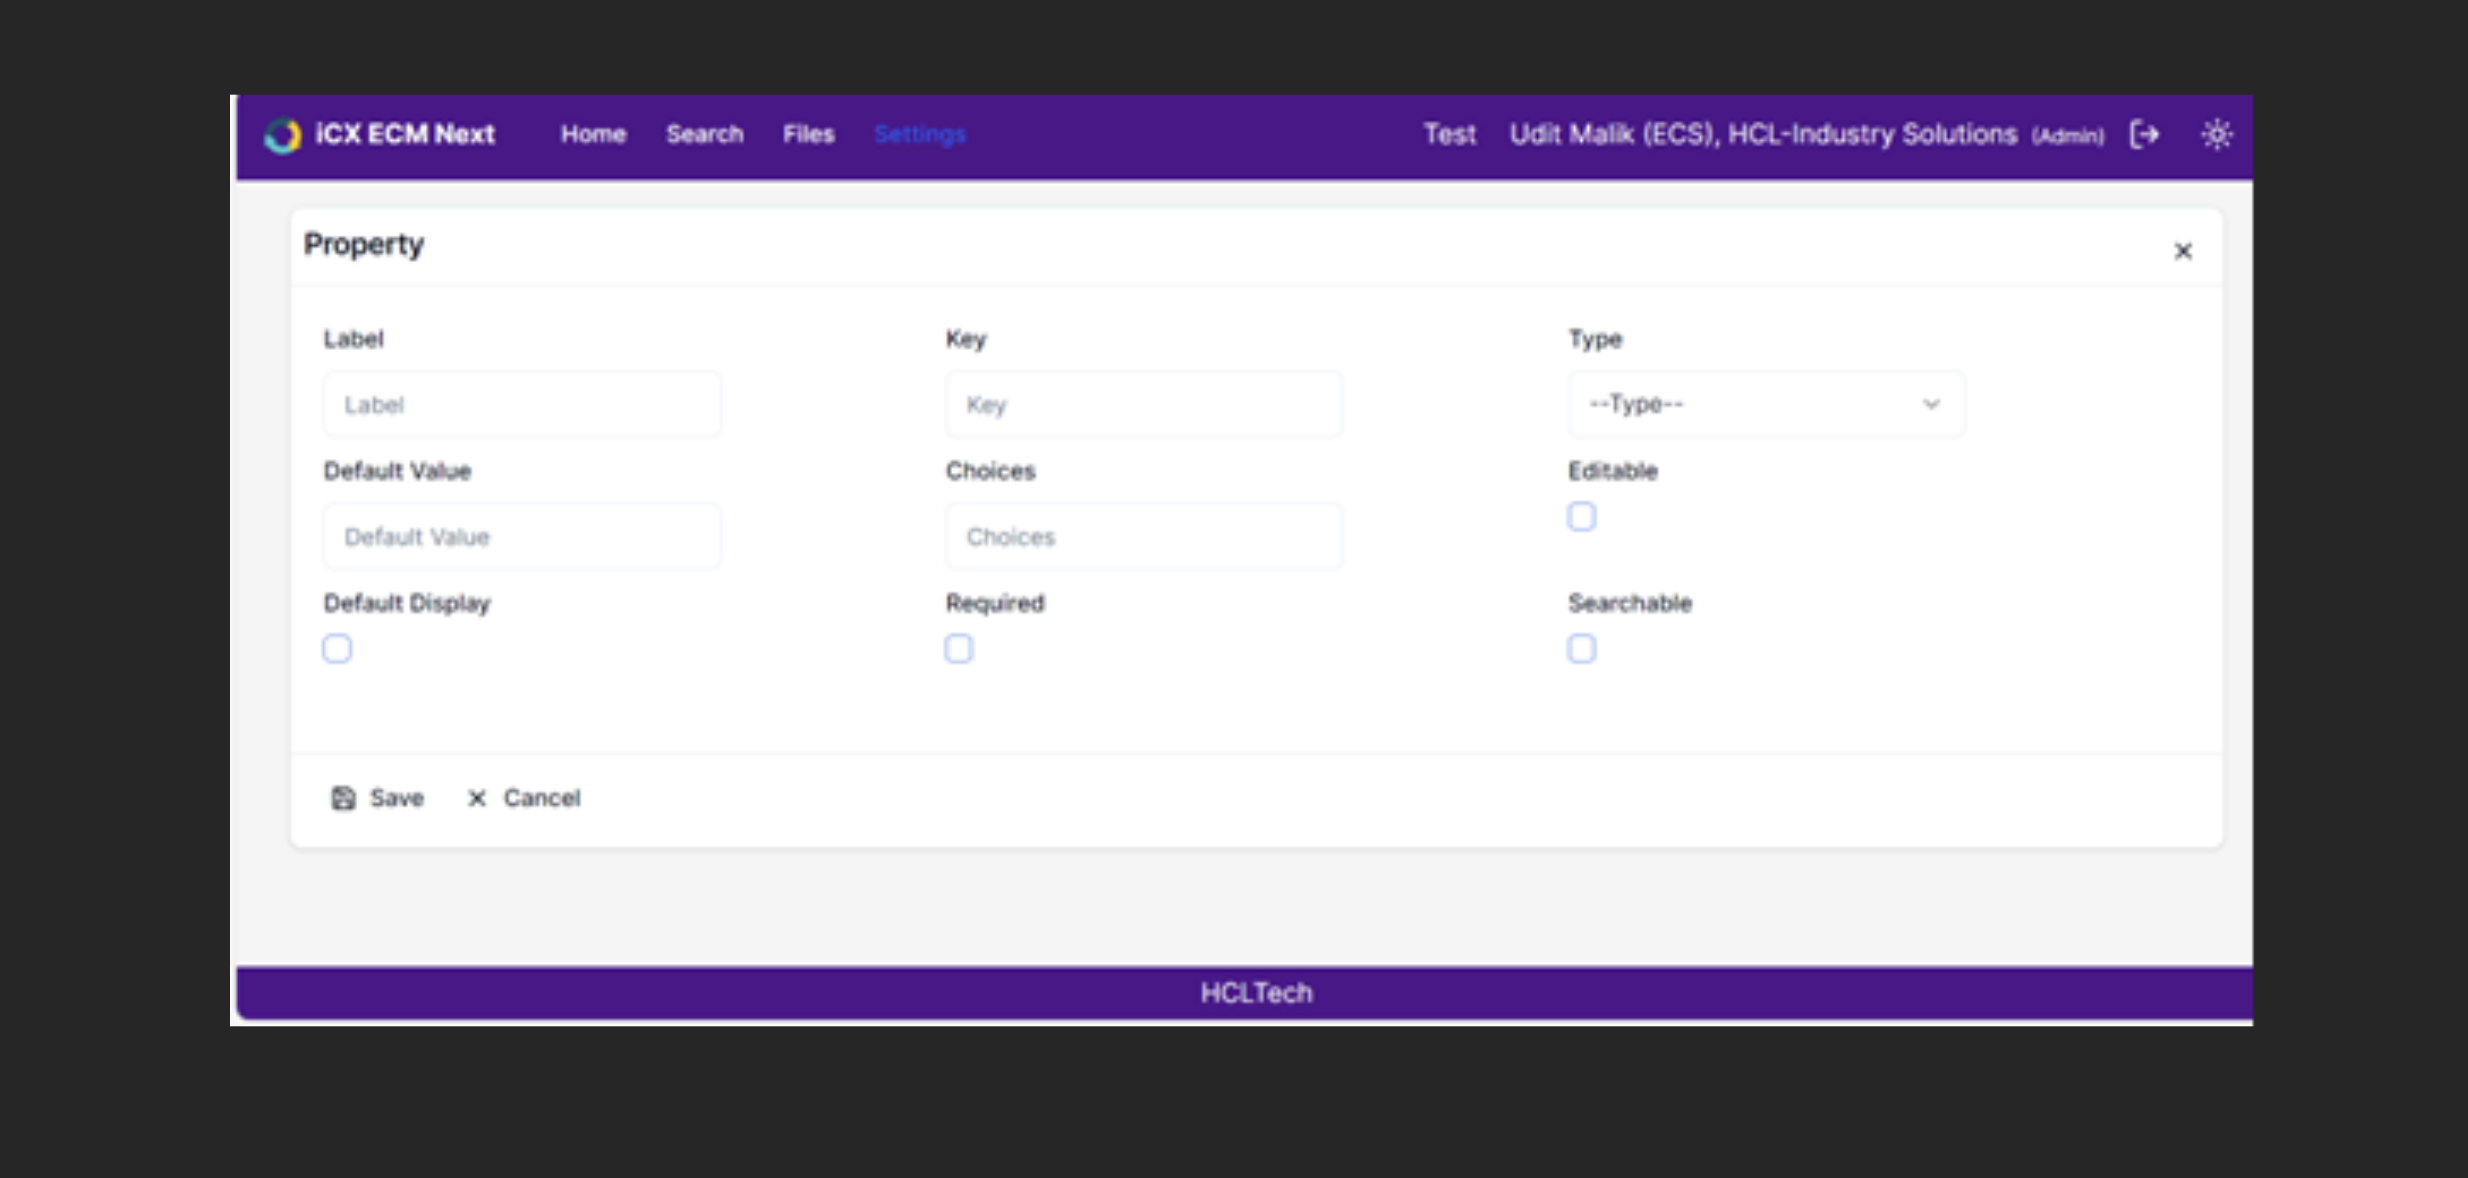 iCX ECM Next Home Search Files Settings Test Udit Malik (ECS), HCL-Industry Solutions (Admin)
Property
Label Key Type
Label Key --Type--
Default Value Choices Editable
Default Value Choices
Default Display Required Searchable
Save Cancel
HCLTech